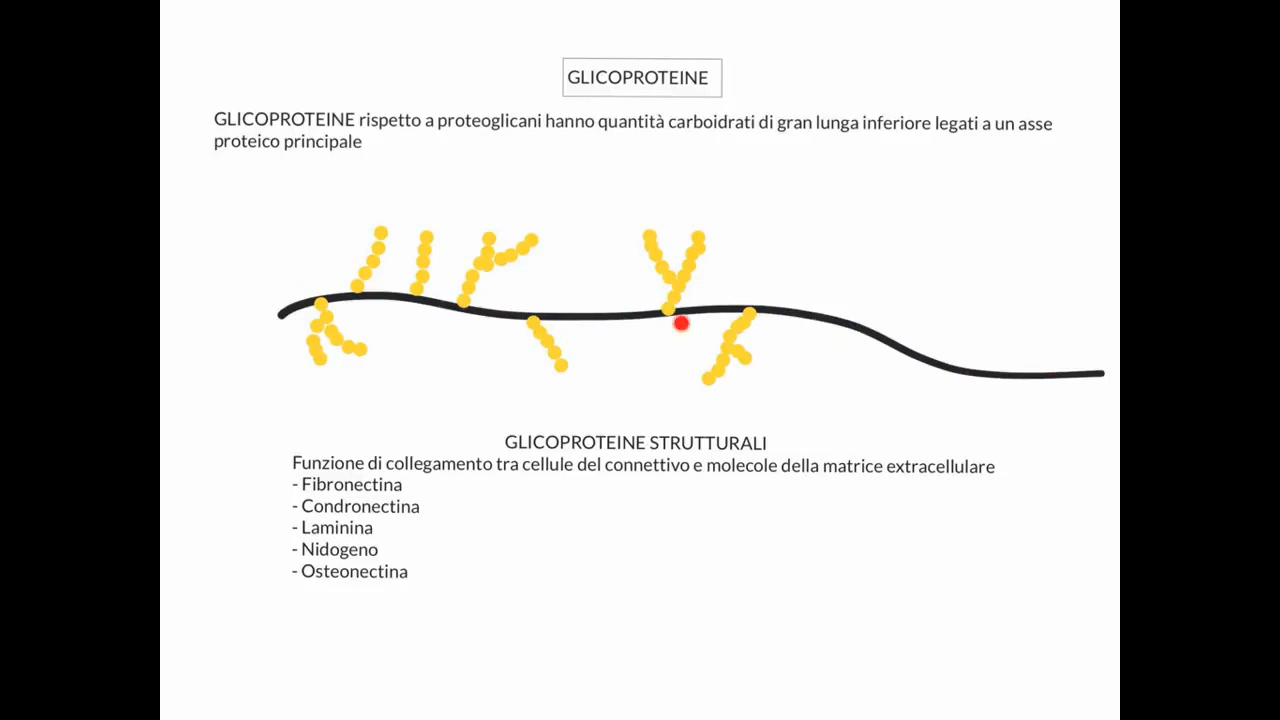 GLICOPROTEINE
GLICOPROTEINE rispetto a proteoglicani hanno quantità carboidrati di gran lunga inferiore legati a un asse
proteico principale
GLICOPROTEINE STRUTTURALI
Funzione di collegamento tra cellule del connettivo e molecole della matrice extracellulare
- Fibronectina
- Condronectina
- Laminina
- Nidogeno
- Osteonectina